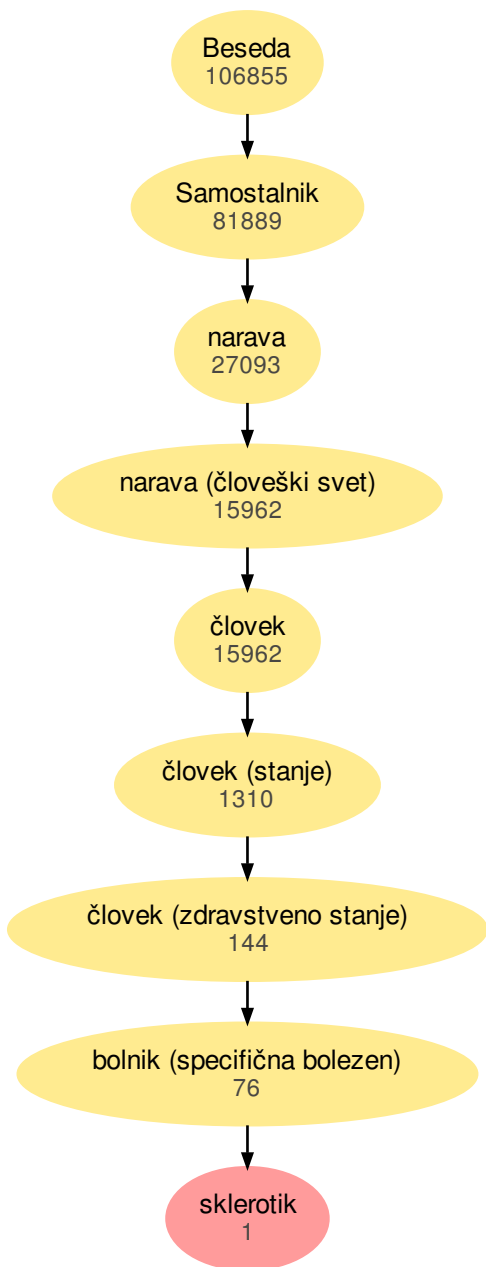 Beseda
106855
Samostalnik
81889
narava
27093
narava (človeški svet)
15962
človek
15962
človek (stanje)
1310
človek (zdravstveno stanje)
144
bolnik (specifična bolezen)
76
sklerotik
1